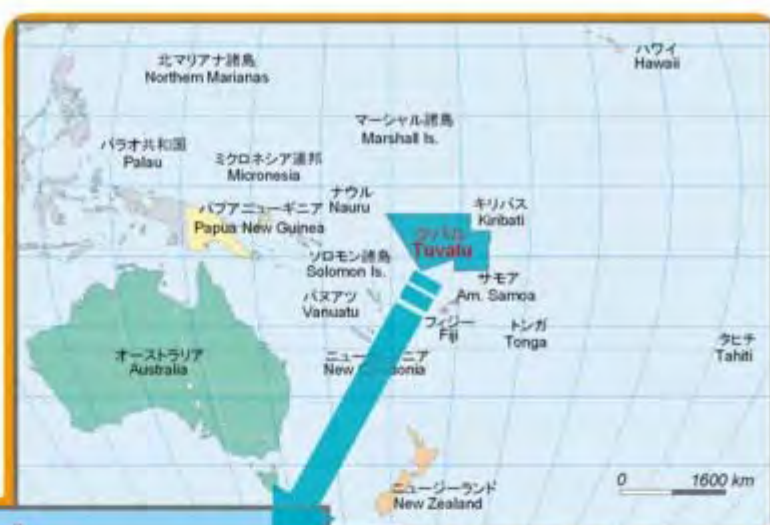 ハワイ
Hawaii
北マリアナ諸島
Northern Marianas
マーシャル諸島
Marshall Is.
パラオ共和国
Palau
ミクロネシア連邦
Micronesia
ナウル
Nauru
キリバス
Kiribati
パプアニューギニア
Papua New Guinea
ツバル
Tuvalu
ソロモン諸島
Solomon Is.
サモア
Am. Samoa
バヌアツ
Vanuatu
フィジー
Fiji
トンガ
Tonga
タヒチ
Tahiti
オーストラリア
Australia
New
ニュージーランド
New Zealand
0 1600 km